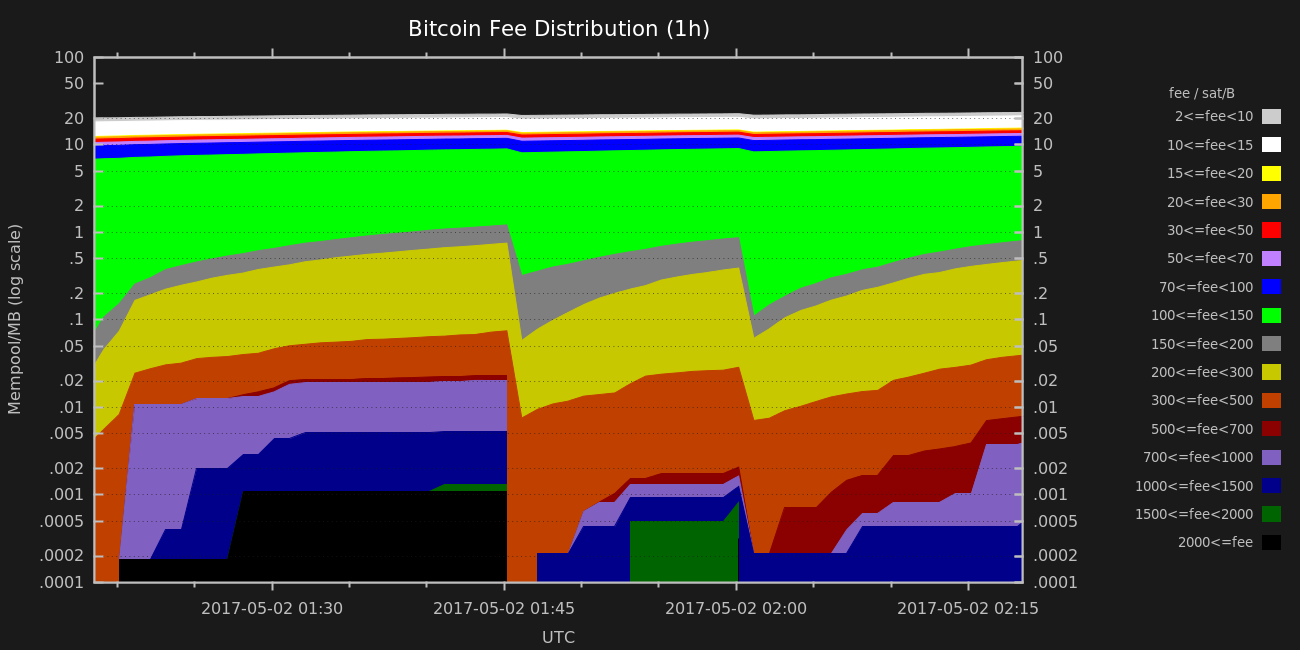 Bitcoin Fee Distribution (1h)
100 100
50 50
20 20
10 10
5 5
2 2
1 1
.5 .5
.2 .2
.1 .1
.05 .05
.02 .02
.01 .01
.005 .005
.002 .002
.001 .001
.0005 .0005
.0002 .0002
.0001 .0001
Mempool/MB (log scale)
2017-05-02 01:30 2017-05-02 01:45 2017-05-02 02:00 2017-05-02 02:15
UTC
fee / sat/B
2<=fee<10
10<=fee<15
15<=fee<20
20<=fee<30
30<=fee<50
50<=fee<70
70<=fee<100
100<=fee<150
150<=fee<200
200<=fee<300
300<=fee<500
500<=fee<700
700<=fee<1000
1000<=fee<1500
1500<=fee<2000
2000<=fee